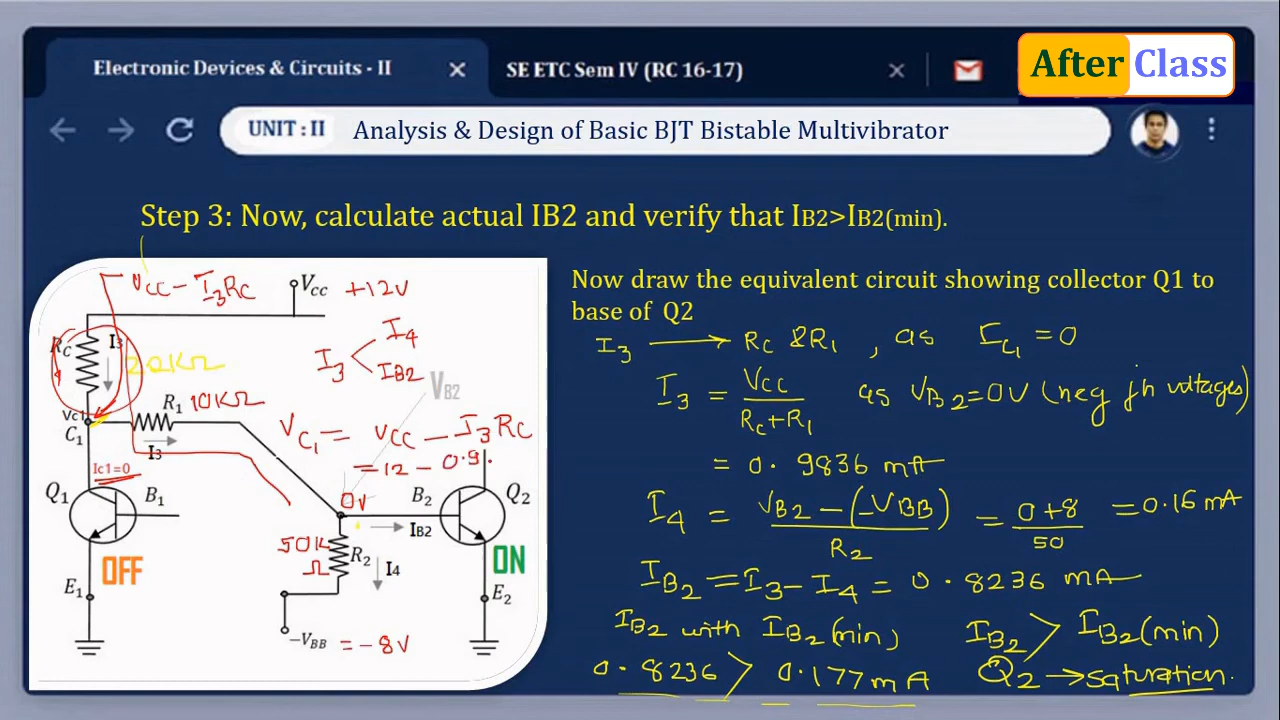 Electronic Devices & Circuits - II
SE ETC Sem IV (RC 16-17)
After Class
UNIT : II
Analysis & Design of Basic BJT Bistable Multivibrator
Step 3: Now, calculate actual IB2 and verify that IB2>IB2(min).
Now draw the equivalent circuit showing collector Q1 to
base of Q2
VCC - I3RC
VCC +12V
RC
I3
20KΩ
I3 < I4
IB2
VB2
VC1
C1
R1 10KΩ
I3
VC1 = VCC - I3RC
= 12 - 0.9.
Ic1=0
Q1
B1
0V
B2
Q2
IB2
50K
Ω
R2
I4
OFF
ON
E1
E2
-VBB = -8V
I3 → RC & R1, as IC1 = 0
I3 = VCC / RC+R1 as VB2=0V (neg jn voltages)
= 0.9836 mA
I4 = VB2 - (-VBB) / R2 = 0+8 / 50 = 0.16 mA
IB2 = I3 - I4 = 0.8236 mA
IB2 with IB2(min) IB2 > IB2(min)
0.8236 > 0.177mA Q2 → saturation.